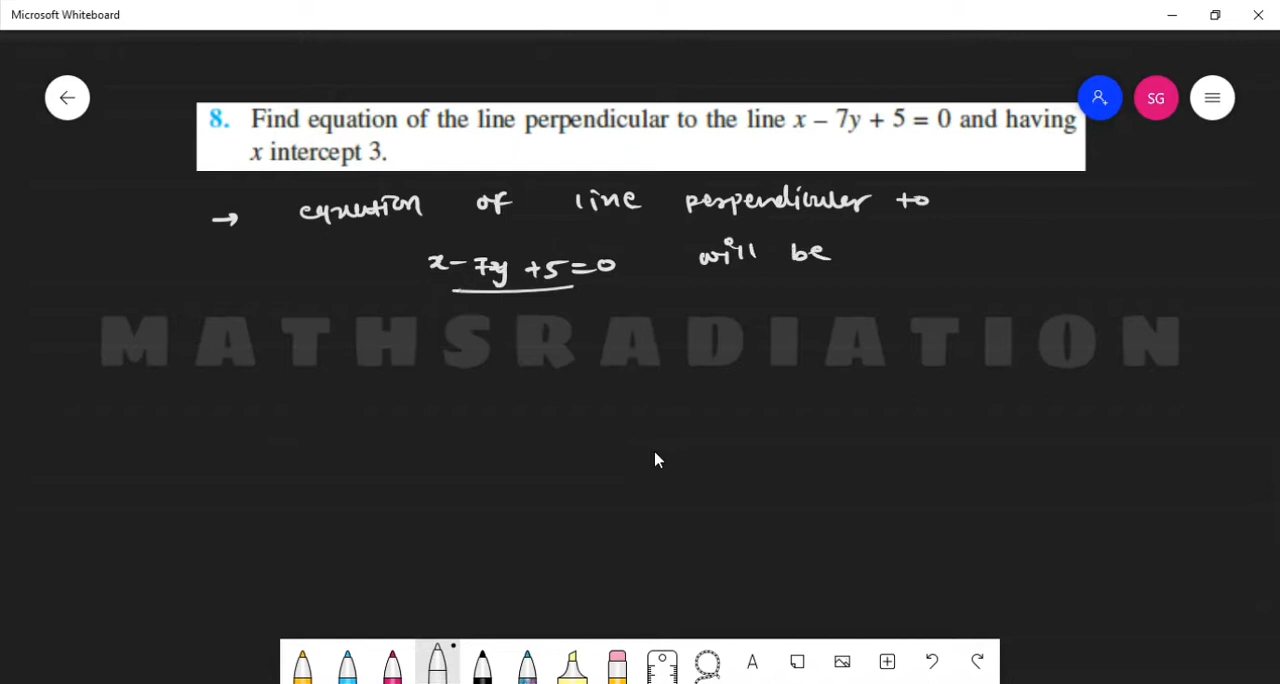 Microsoft Whiteboard
SG
8. Find equation of the line perpendicular to the line x – 7y + 5 = 0 and having
x intercept 3.
→ equation of line perpendicular to
x - 7y + 5 = 0 will be
MATHSRADIATION
A